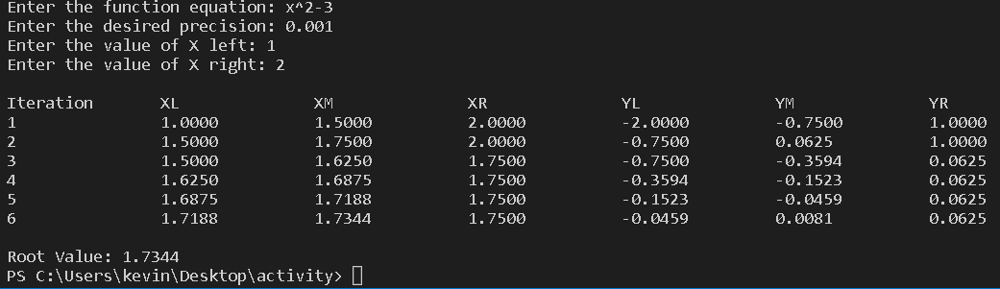 Enter the function equation: x^2-3
Enter the desired precision: 0.001
Enter the value of X left: 1
Enter the value of X right: 2
Iteration XL XM XR YL YM YR
1 1.0000 1.5000 2.0000 -2.0000 -0.7500 1.0000
2 1.5000 1.7500 2.0000 -0.7500 0.0625 1.0000
3 1.5000 1.6250 1.7500 -0.7500 -0.3594 0.0625
4 1.6250 1.6875 1.7500 -0.3594 -0.1523 0.0625
5 1.6875 1.7188 1.7500 -0.1523 -0.0459 0.0625
6 1.7188 1.7344 1.7500 -0.0459 0.0081 0.0625
Root Value: 1.7344
PS C:\Users\kevin\Desktop\activity>